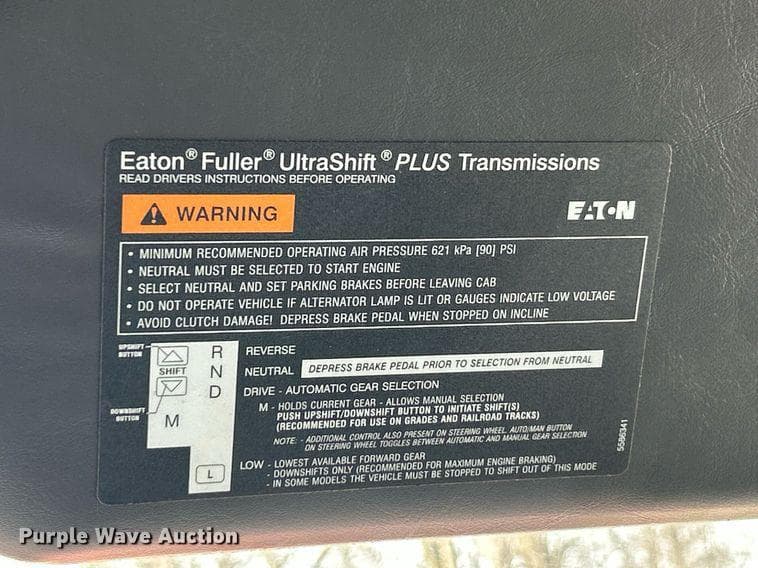 Eaton® Fuller® UltraShift® PLUS Transmissions
READ DRIVERS INSTRUCTIONS BEFORE OPERATING
WARNING
EATON
• MINIMUM RECOMMENDED OPERATING AIR PRESSURE 621 kPa [90] PSI
• NEUTRAL MUST BE SELECTED TO START ENGINE
• SELECT NEUTRAL AND SET PARKING BRAKES BEFORE LEAVING CAB
• DO NOT OPERATE VEHICLE IF ALTERNATOR LAMP IS LIT OR GAUGES INDICATE LOW VOLTAGE
• AVOID CLUTCH DAMAGE! DEPRESS BRAKE PEDAL WHEN STOPPED ON INCLINE
UPSHIFT BUTTON
SHIFT
DOWNSHIFT BUTTON
R REVERSE
N NEUTRAL DEPRESS BRAKE PEDAL PRIOR TO SELECTION FROM NEUTRAL
D DRIVE - AUTOMATIC GEAR SELECTION
M
M - HOLDS CURRENT GEAR - ALLOWS MANUAL SELECTION
PUSH UPSHIFT/DOWNSHIFT BUTTON TO INITIATE SHIFT(S)
(RECOMMENDED FOR USE ON GRADES AND RAILROAD TRACKS)
NOTE: - ADDITIONAL CONTROL ALSO PRESENT ON STEERING WHEEL AUTO/MAN BUTTON
ON STEERING WHEEL TOGGLES BETWEEN AUTOMATIC AND MANUAL GEAR SELECTION
L
LOW - LOWEST AVAILABLE FORWARD GEAR
- DOWNSHIFTS ONLY (RECOMMENDED FOR MAXIMUM ENGINE BRAKING)
- IN SOME MODELS THE VEHICLE MUST BE STOPPED TO SHIFT OUT OF THIS MODE
5586341
Purple Wave Auction